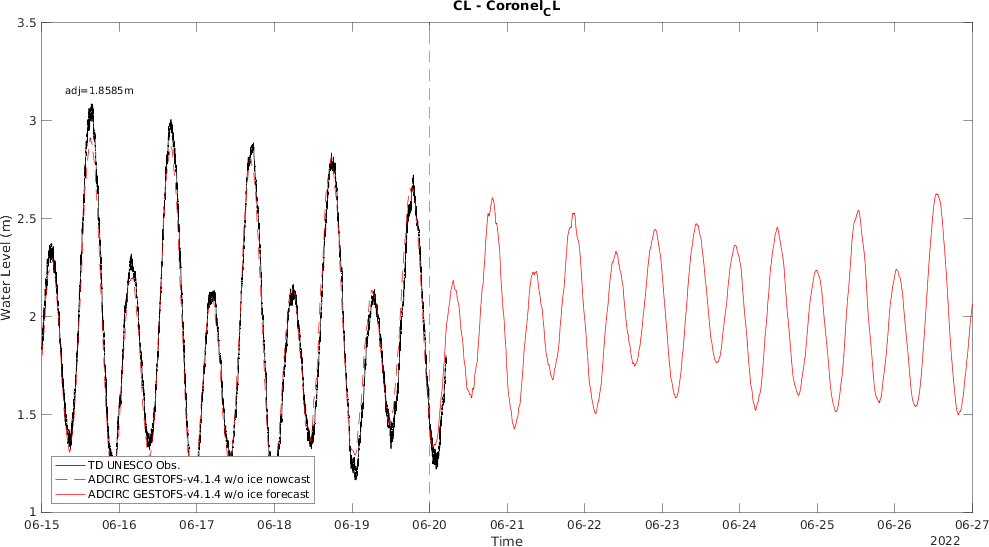 CL - Coronel_CL
3.5
adj=1.8585m
3
2.5
Water Level (m)
2
1.5
TD UNESCO Obs.
ADCIRC GESTOFS-v4.1.4 w/o ice nowcast
ADCIRC GESTOFS-v4.1.4 w/o ice forecast
1
06-15 06-16 06-17 06-18 06-19 06-20 06-21 06-22 06-23 06-24 06-25 06-26 06-27
Time
2022